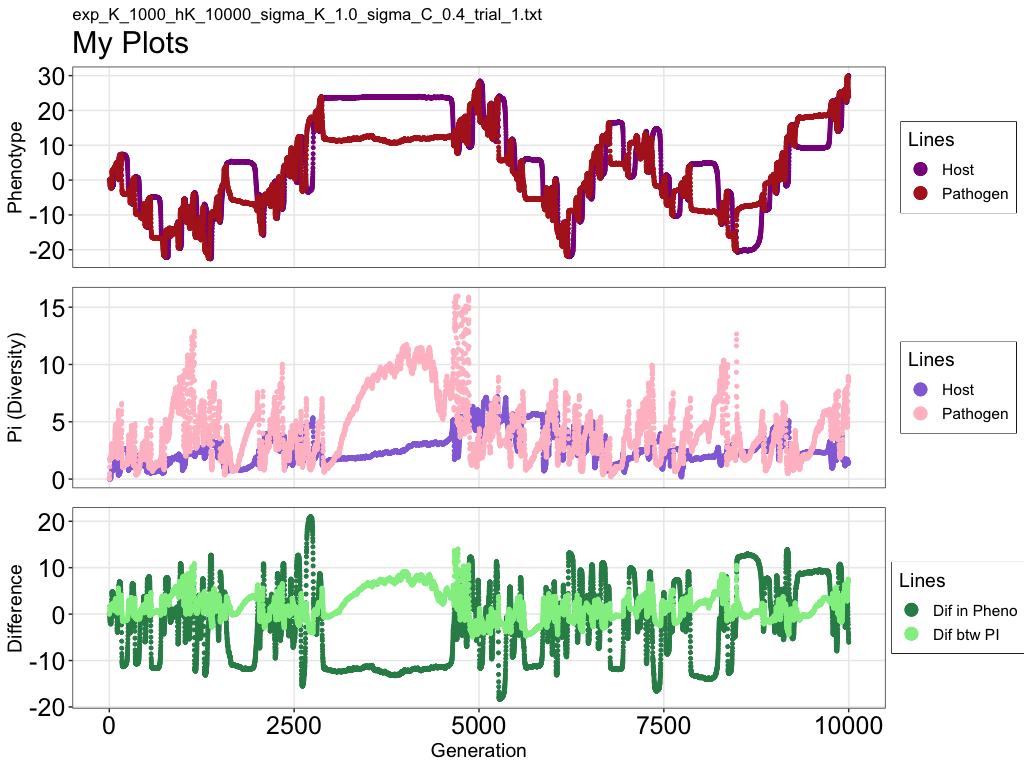 exp_K_1000_hK_10000_sigma_K_1.0_sigma_C_0.4_trial_1.txt
My Plots
Phenotype
30
20
10
0
-10
-20
Lines
Host
Pathogen
Pi (Diversity)
15
10
5
0
Lines
Host
Pathogen
Difference
20
10
0
-10
-20
Lines
Dif in Pheno
Dif btw PI
0 2500 5000 7500 10000
Generation